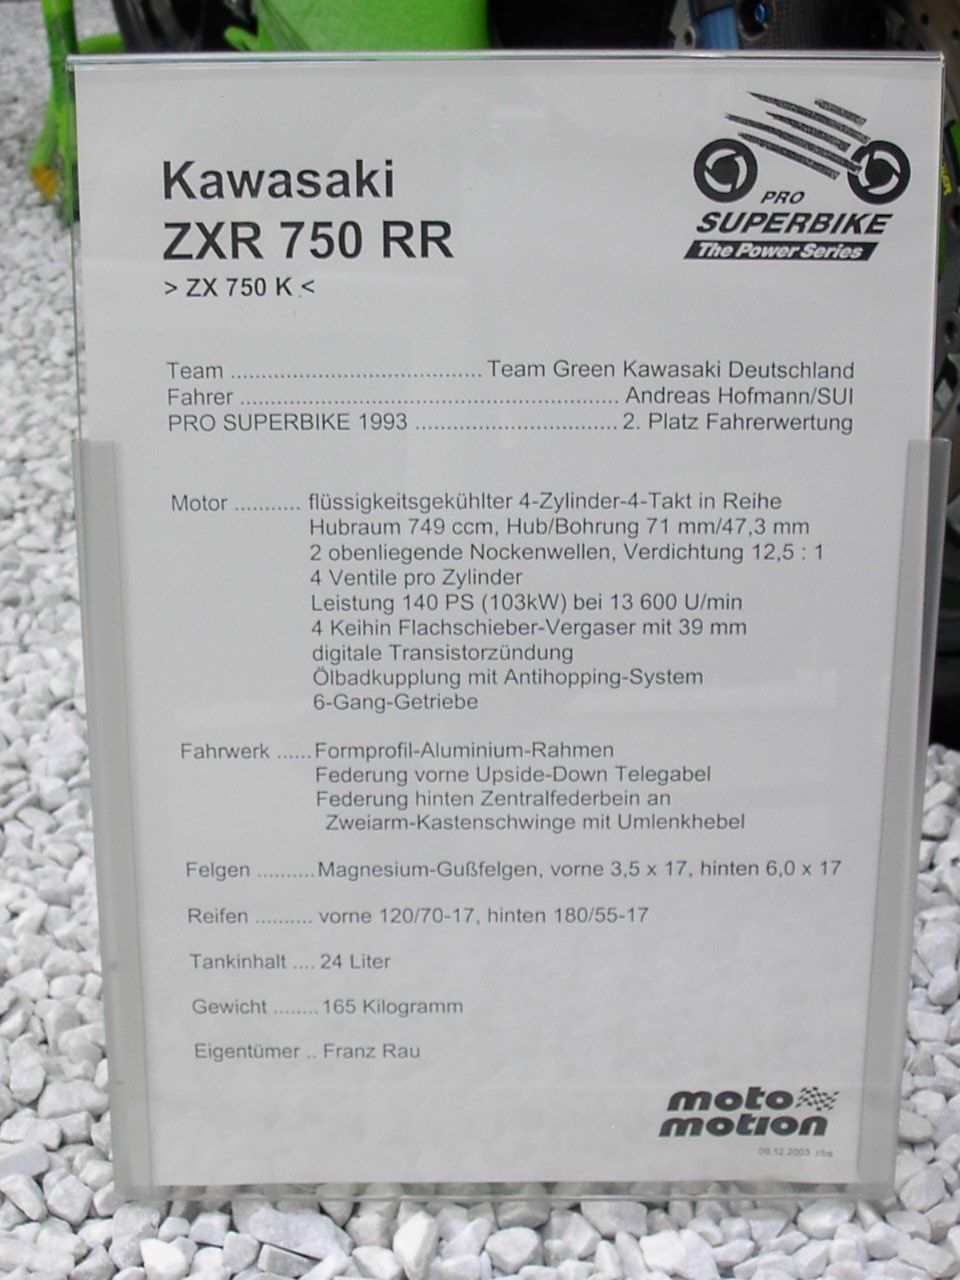 Kawasaki
ZXR 750 RR
> ZX 750 K <
PRO
SUPERBIKE
The Power Series
Team .......................................... Team Green Kawasaki Deutschland
Fahrer ............................................................... Andreas Hofmann/SUI
PRO SUPERBIKE 1993 .................................. 2. Platz Fahrerwertung
Motor ........... flüssigkeitsgekühlter 4-Zylinder-4-Takt in Reihe
Hubraum 749 ccm, Hub/Bohrung 71 mm/47,3 mm
2 obenliegende Nockenwellen, Verdichtung 12,5 : 1
4 Ventile pro Zylinder
Leistung 140 PS (103kW) bei 13 600 U/min
4 Keihin Flachschieber-Vergaser mit 39 mm
digitale Transistorzündung
Ölbadkupplung mit Antihopping-System
6-Gang-Getriebe
Fahrwerk ...... Formprofil-Aluminium-Rahmen
Federung vorne Upside-Down Telegabel
Federung hinten Zentralfederbein an
Zweiarm-Kastenschwinge mit Umlenkhebel
Felgen .......... Magnesium-Gußfelgen, vorne 3,5 x 17, hinten 6,0 x 17
Reifen .......... vorne 120/70-17, hinten 180/55-17
Tankinhalt .... 24 Liter
Gewicht ........ 165 Kilogramm
Eigentümer .. Franz Rau
moto
motion
09.12.2003 r/bs